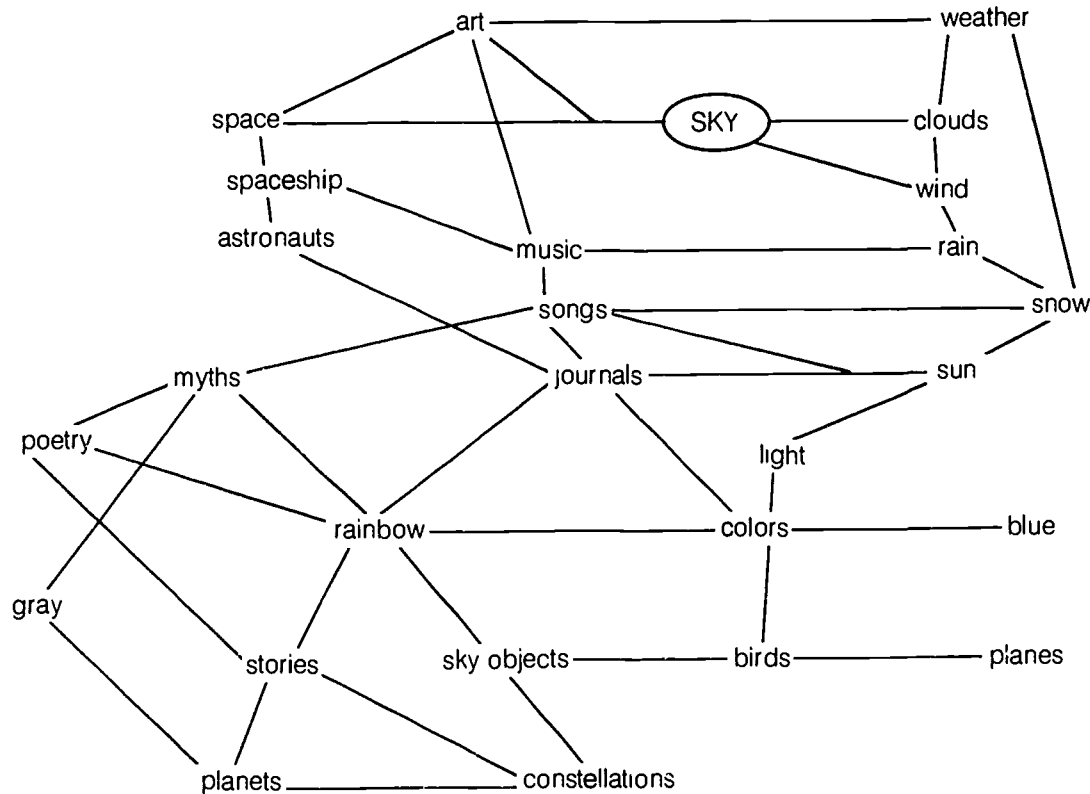 art
weather
space
SKY
clouds
spaceship
wind
astronauts
music
rain
songs
snow
myths
journals
sun
poetry
light
rainbow
colors
blue
gray
stories
sky objects
birds
planes
planets
constellations